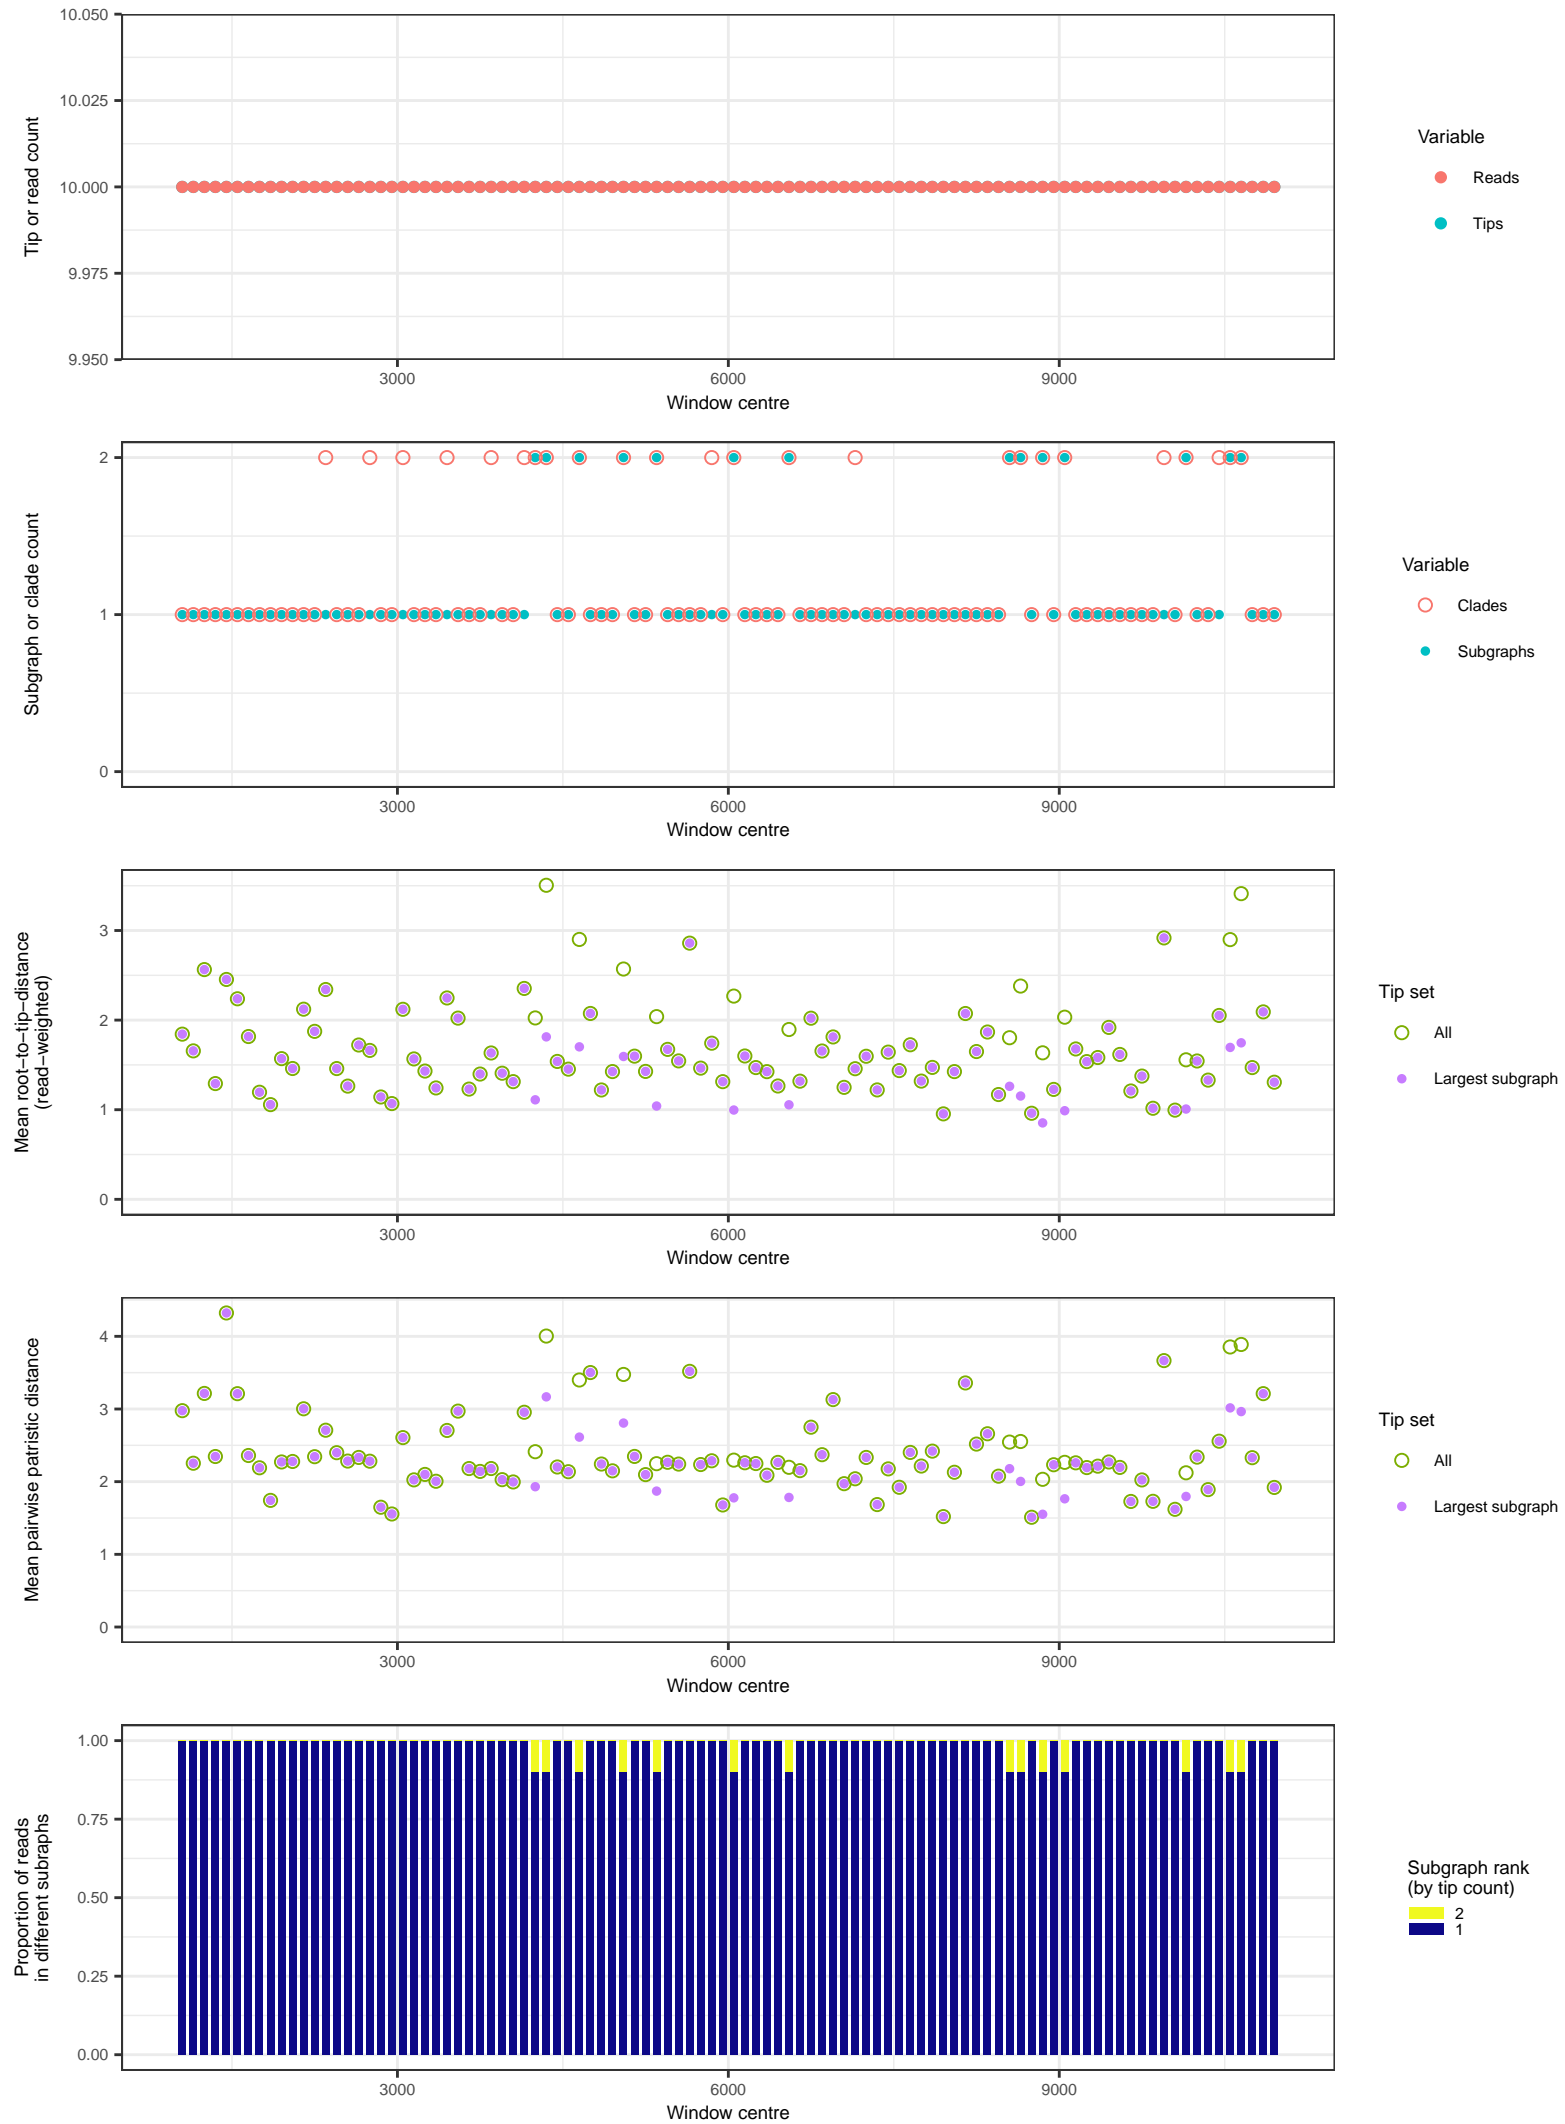 10.050
10.025
10.000
9.975
9.950
Tip or read count
3000
6000
9000
Window centre
Variable
Reads
Tips
2
1
0
Subgraph or clade count
3000
6000
9000
Window centre
Variable
Clades
Subgraphs
3
2
1
0
Mean root−to−tip−distance
(read−weighted)
3000
6000
9000
Window centre
Tip set
All
Largest subgraph
4
3
2
1
0
Mean pairwise patristic distance
3000
6000
9000
Window centre
Tip set
All
Largest subgraph
1.00
0.75
0.50
0.25
0.00
Proportion of reads
in different subraphs
3000
6000
9000
Window centre
Subgraph rank
(by tip count)
2
1